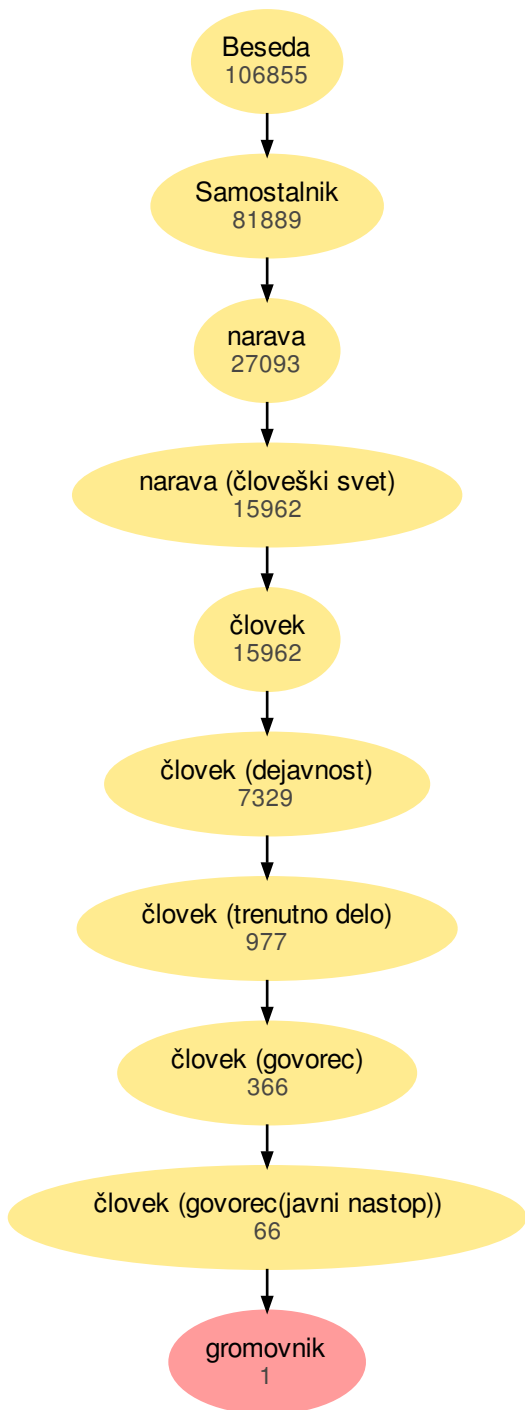 Beseda
106855
Samostalnik
81889
narava
27093
narava (človeški svet)
15962
človek
15962
človek (dejavnost)
7329
človek (trenutno delo)
977
človek (govorec)
366
človek (govorec(javni nastop))
66
gromovnik
1